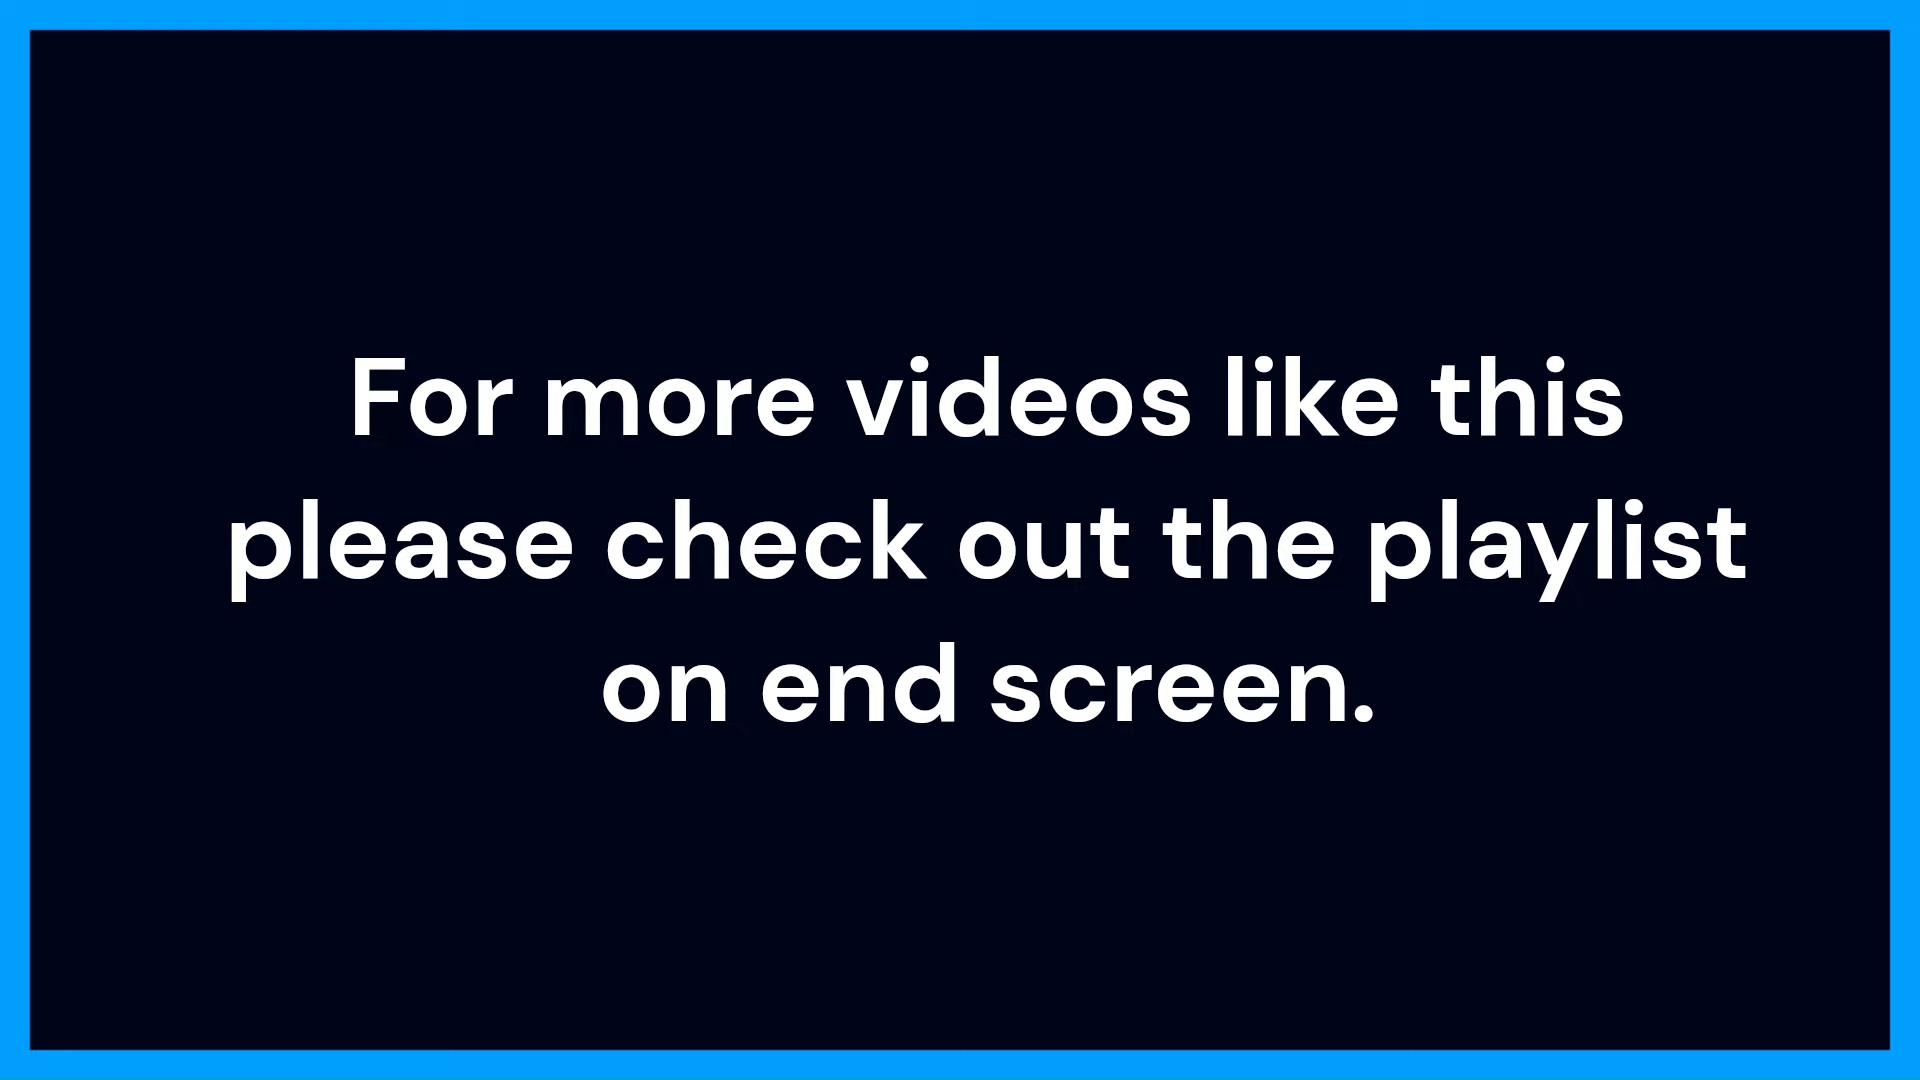 For more videos like this
please check out the playlist
on end screen.